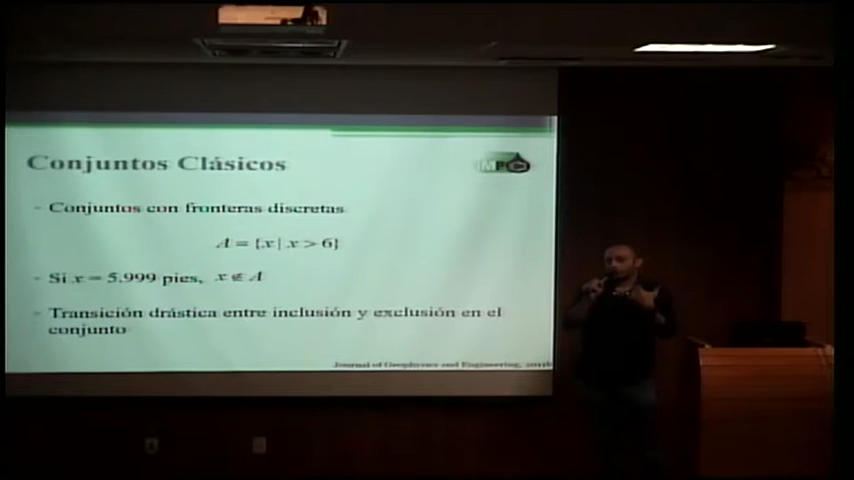 Conjuntos Clásicos
IMPC
- Conjuntos con fronteras discretas
A = {x | x > 6}
- Si x = 5.999 pies, x ∉ A
- Transición drástica entre inclusión y exclusión en el
conjunto
Journal of Geophysics and Engineering,